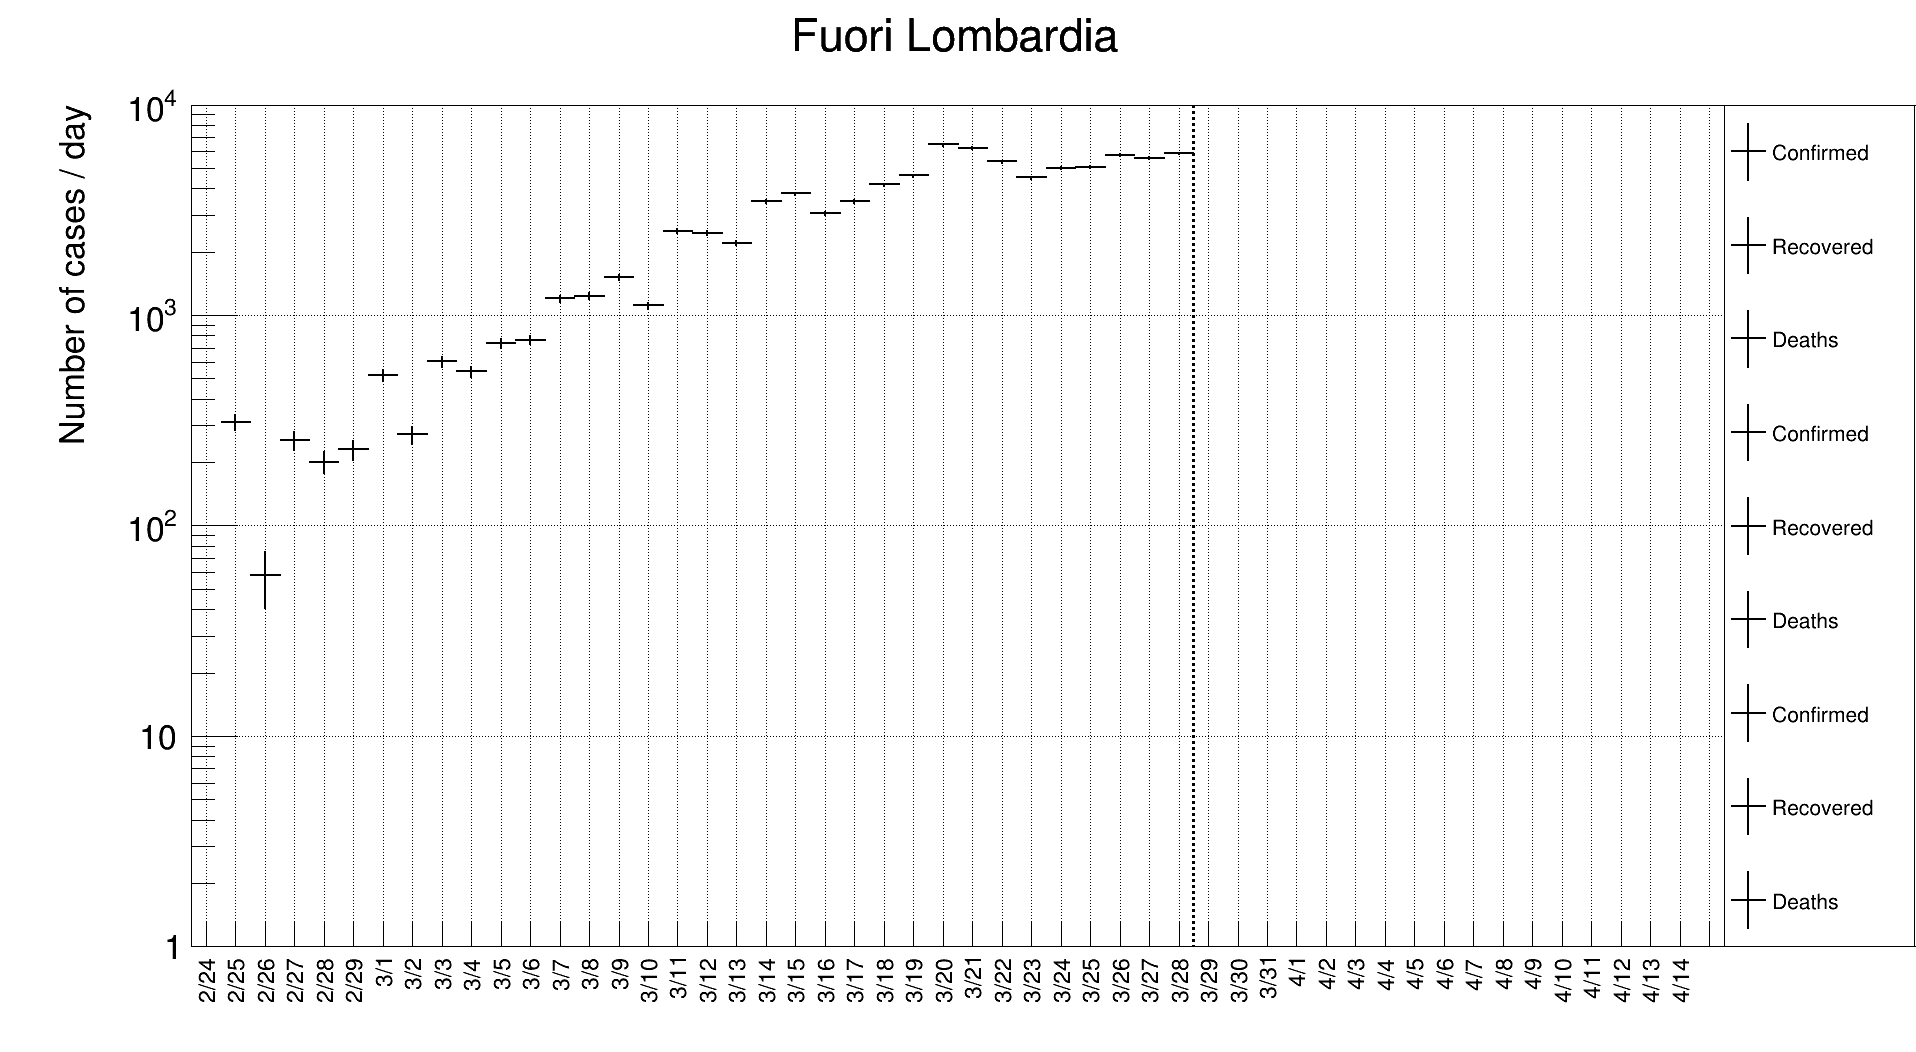 Fuori Lombardia
Number of cases / day
10^4
10^3
10^2
10
1
2/24 2/25 2/26 2/27 2/28 2/29 3/1 3/2 3/3 3/4 3/5 3/6 3/7 3/8 3/9 3/10 3/11 3/12 3/13 3/14 3/15 3/16 3/17 3/18 3/19 3/20 3/21 3/22 3/23 3/24 3/25 3/26 3/27 3/28 3/29 3/30 3/31 4/1 4/2 4/3 4/4 4/5 4/6 4/7 4/8 4/9 4/10 4/11 4/12 4/13 4/14
Confirmed
Recovered
Deaths
Confirmed
Recovered
Deaths
Confirmed
Recovered
Deaths